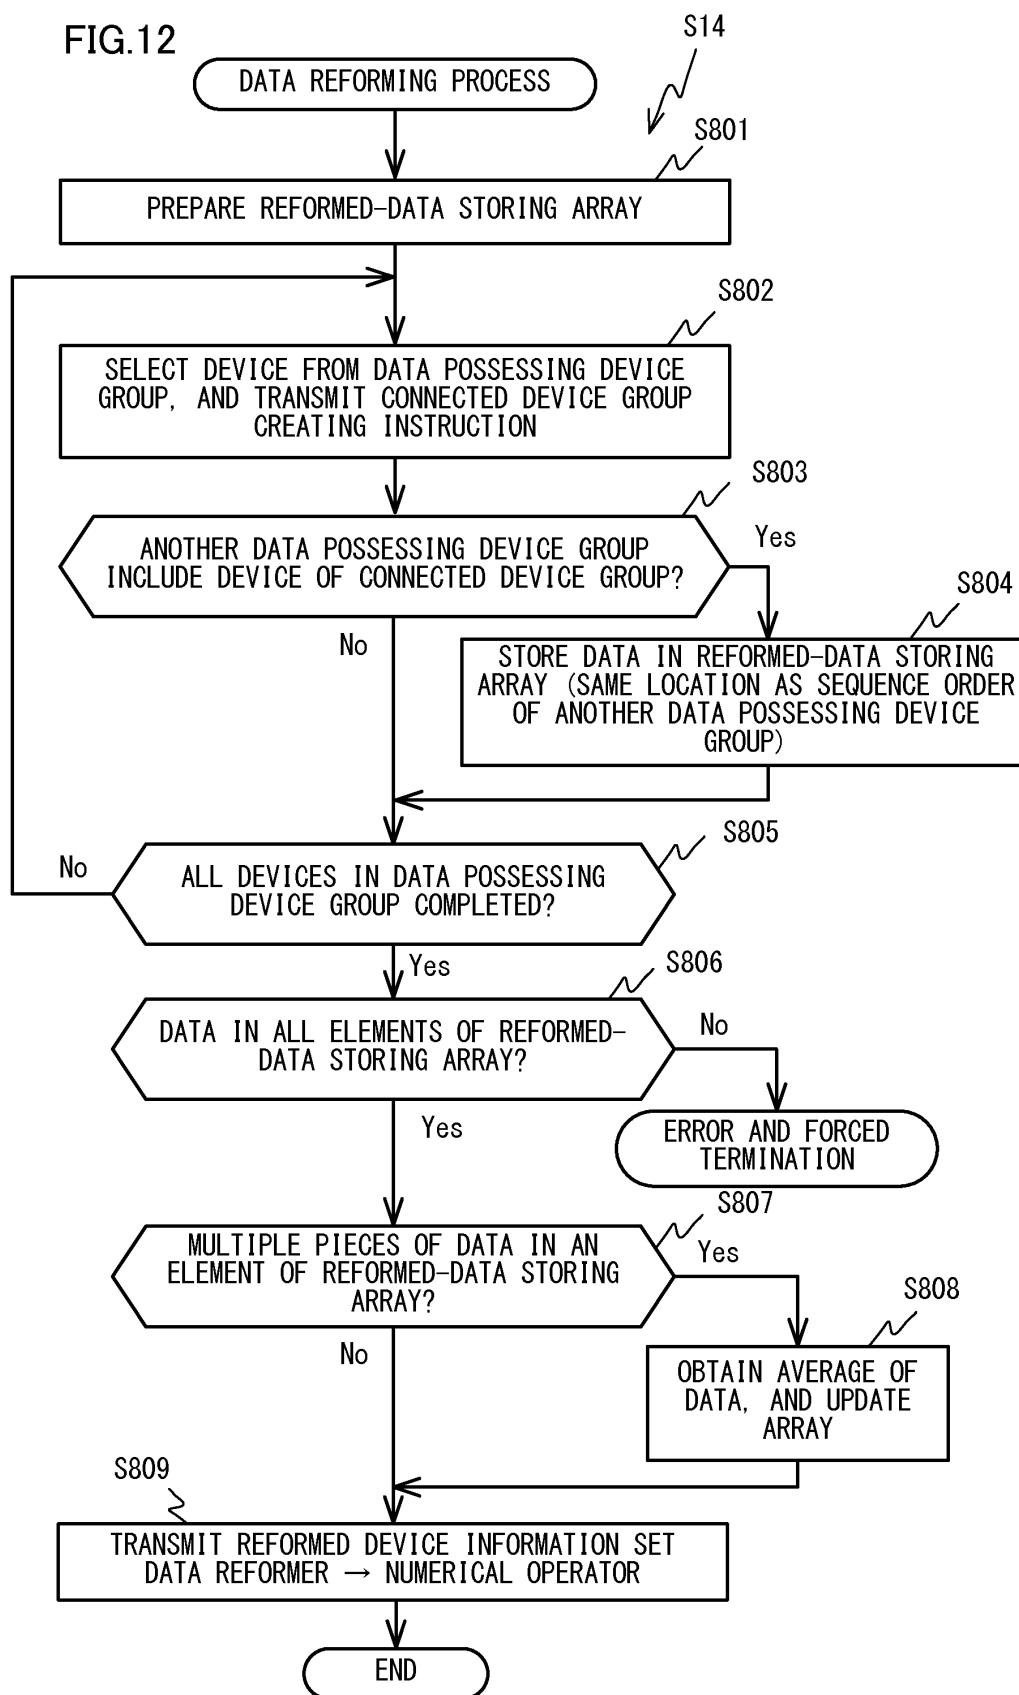 FIG.12
S14
DATA REFORMING PROCESS
S801
PREPARE REFORMED-DATA STORING ARRAY
S802
SELECT DEVICE FROM DATA POSSESSING DEVICE
GROUP, AND TRANSMIT CONNECTED DEVICE GROUP
CREATING INSTRUCTION
S803
ANOTHER DATA POSSESSING DEVICE GROUP
INCLUDE DEVICE OF CONNECTED DEVICE GROUP?
Yes
No
S804
STORE DATA IN REFORMED-DATA STORING
ARRAY (SAME LOCATION AS SEQUENCE ORDER
OF ANOTHER DATA POSSESSING DEVICE
GROUP)
S805
No
ALL DEVICES IN DATA POSSESSING
DEVICE GROUP COMPLETED?
Yes
S806
DATA IN ALL ELEMENTS OF REFORMED-
DATA STORING ARRAY?
No
Yes
ERROR AND FORCED
TERMINATION
S807
MULTIPLE PIECES OF DATA IN AN
ELEMENT OF REFORMED-DATA STORING
ARRAY?
Yes
No
S808
OBTAIN AVERAGE OF
DATA, AND UPDATE
ARRAY
S809
TRANSMIT REFORMED DEVICE INFORMATION SET
DATA REFORMER → NUMERICAL OPERATOR
END